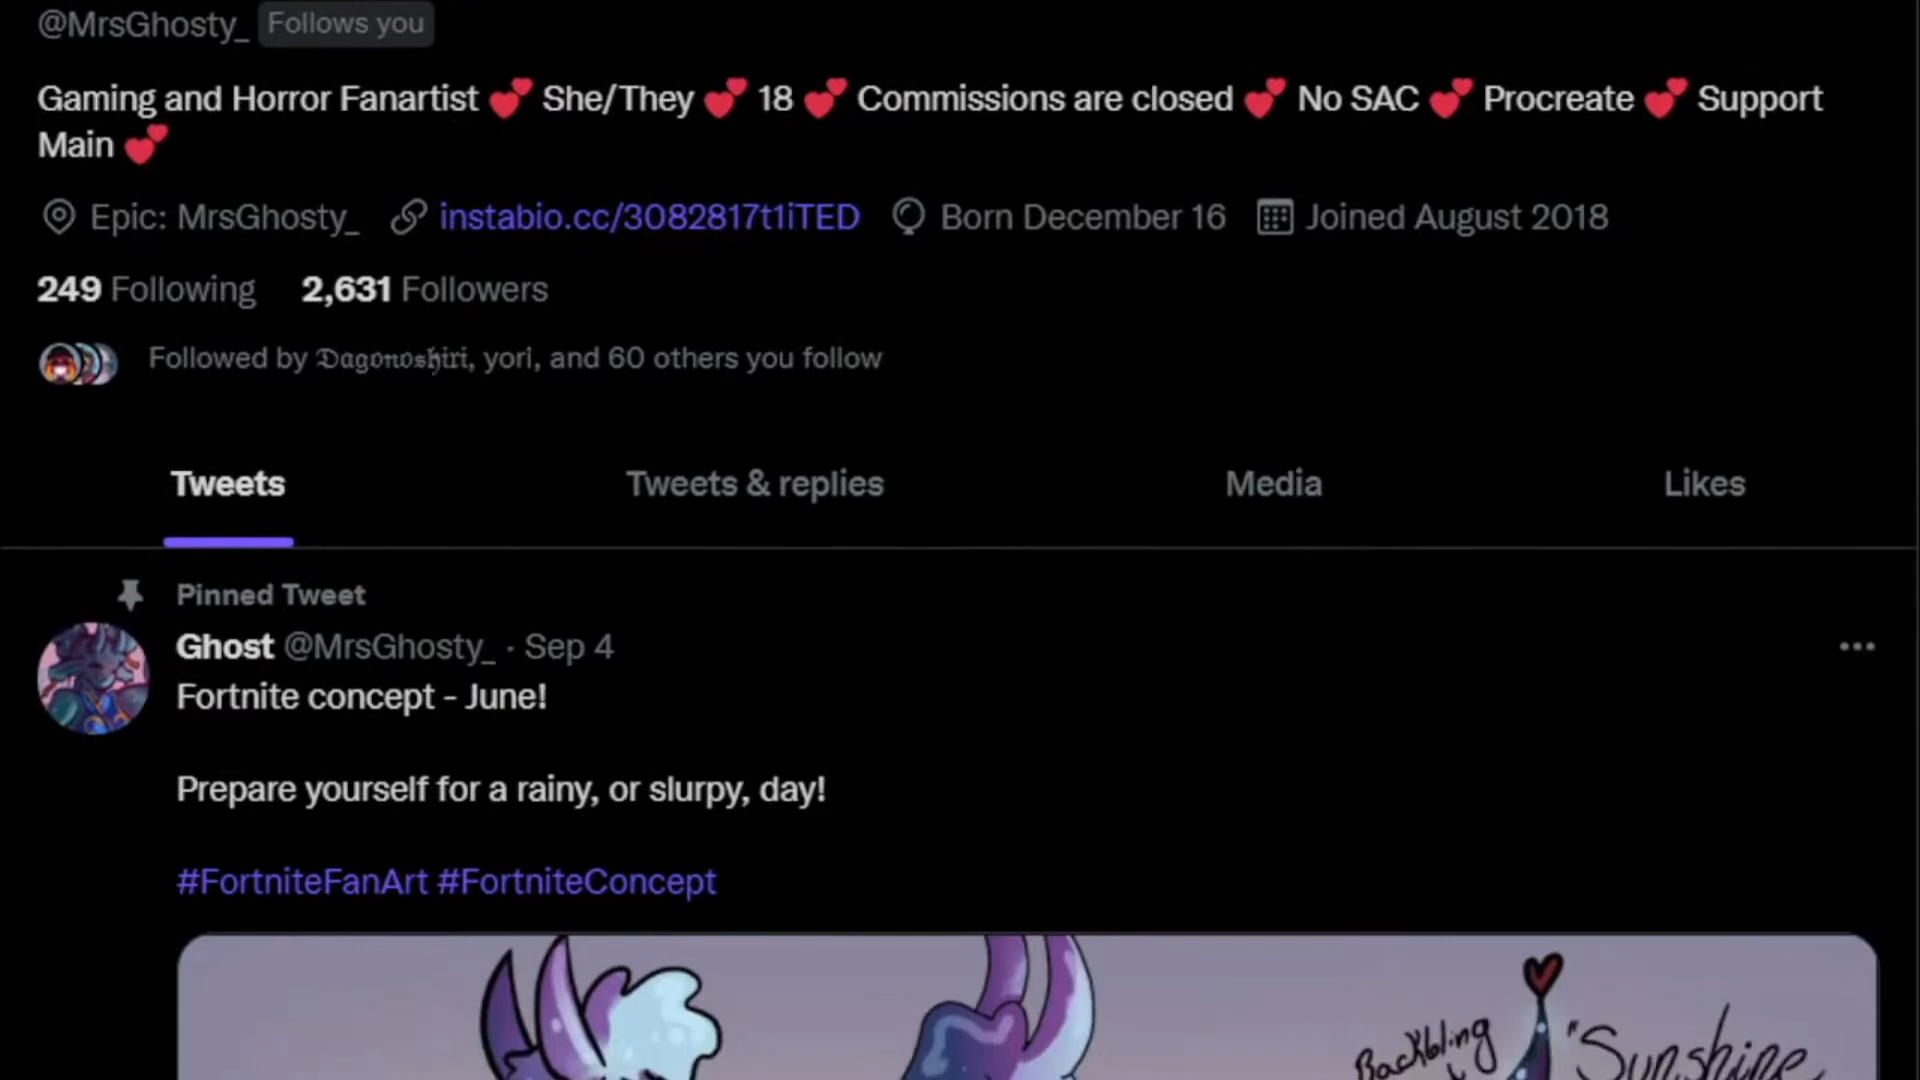 @MrsGhosty_ Follows you
Gaming and Horror Fanartist 💕 She/They 💕 18 💕 Commissions are closed 💕 No SAC 💕 Procreate 💕 Support
Main 💕
Epic: MrsGhosty_ instabio.cc/3082817t1iTED Born December 16 Joined August 2018
249 Following 2,631 Followers
Followed by 𝕯𝖆𝖌𝖔𝖓𝖔𝖘𝖍𝖎𝖗𝖎, yori, and 60 others you follow
Tweets Tweets & replies Media Likes
Pinned Tweet
Ghost @MrsGhosty_ · Sep 4
Fortnite concept - June!
Prepare yourself for a rainy, or slurpy, day!
#FortniteFanArt #FortniteConcept
Backbling "Sunshine